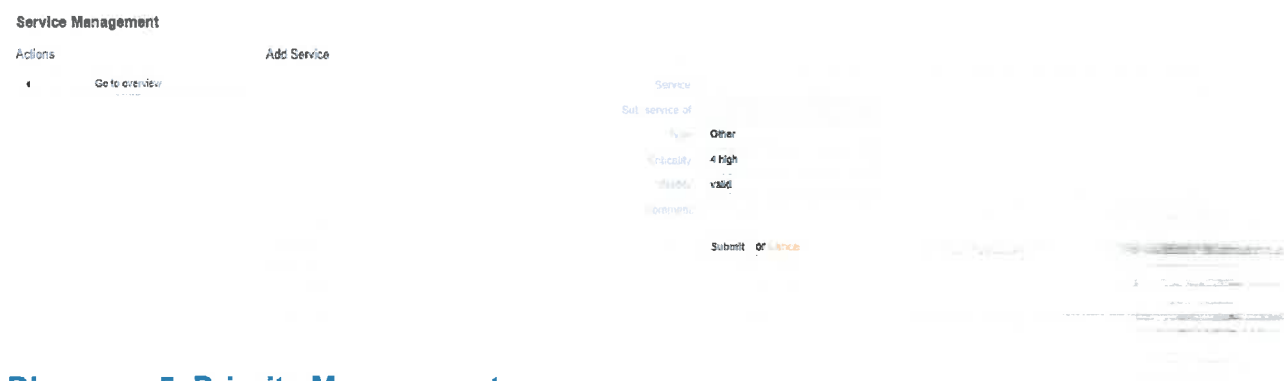 Service Management
Actions
Add Service
Go to overview
Service
Sub service of
Type Other
Criticality 4 high
Validity valid
Comment
Submit or Cancel
5 Priority Management